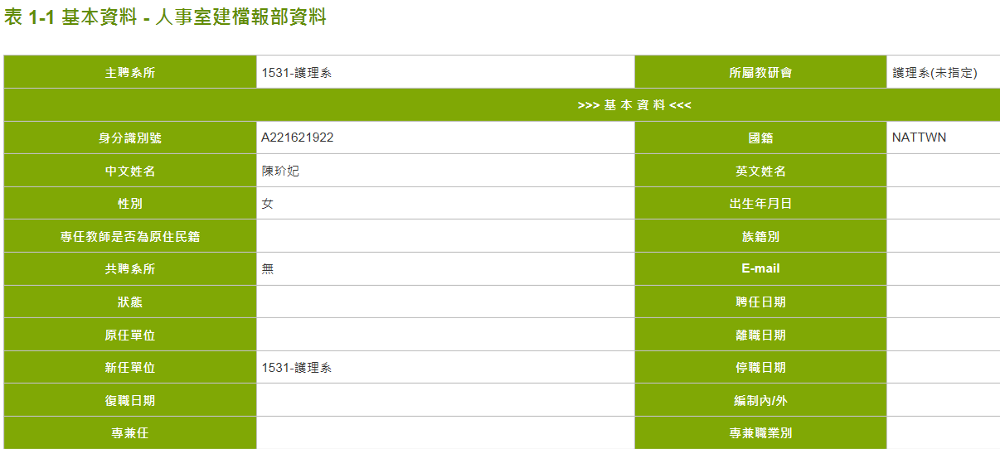 表 1-1 基本資料 - 人事室建檔報部資料
主聘系所 1531-護理系 所屬教研會 護理系(未指定)
>>> 基 本 資 料 <<<
身分識別號 A221621922 國籍 NATTWN
中文姓名 陳玠妃 英文姓名
性別 女 出生年月日
專任教師是否為原住民籍 族籍別
共聘系所 無 E-mail
狀態 聘任日期
原任單位 離職日期
新任單位 1531-護理系 停職日期
復職日期 編制內/外
專兼任 專兼職業別